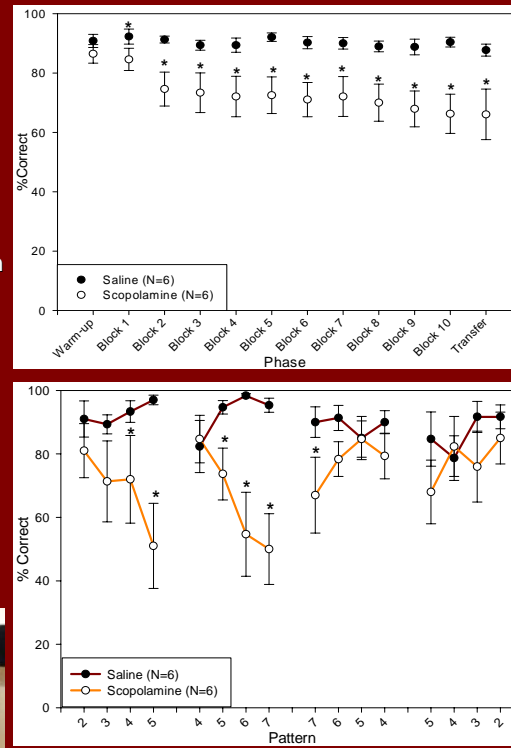 100
80
60
40
20
0
%Correct
* * * * * * * * * * * *
Saline (N=6)
Scopolamine (N=6)
Warm-up Block 1 Block 2 Block 3 Block 4 Block 5 Block 6 Block 7 Block 8 Block 9 Block 10 Transfer
Phase
n
100
80
60
40
20
0
% Correct
* * * * * *
Saline (N=6)
Scopolamine (N=6)
2 3 4 5 4 5 6 7 7 6 5 4 5 4 3 2
Pattern